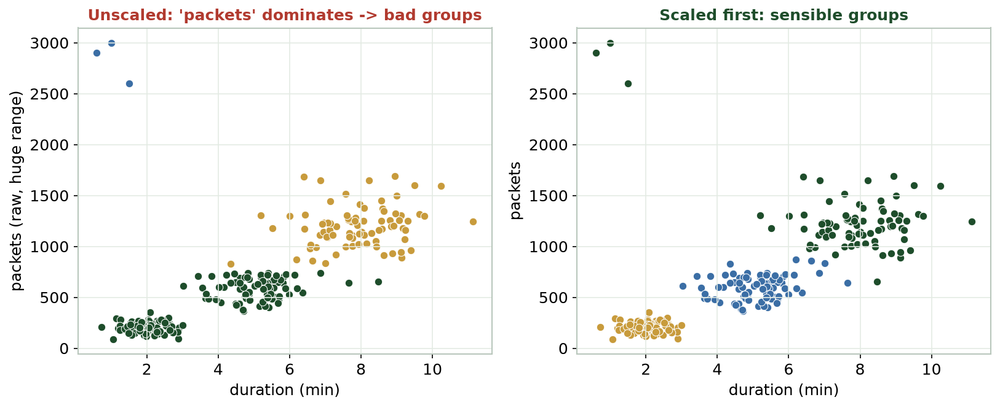 Unscaled: 'packets' dominates -> bad groups
packets (raw, huge range)
3000
2500
2000
1500
1000
500
0
2 4 6 8 10
duration (min)
Scaled first: sensible groups
packets
3000
2500
2000
1500
1000
500
0
2 4 6 8 10
duration (min)